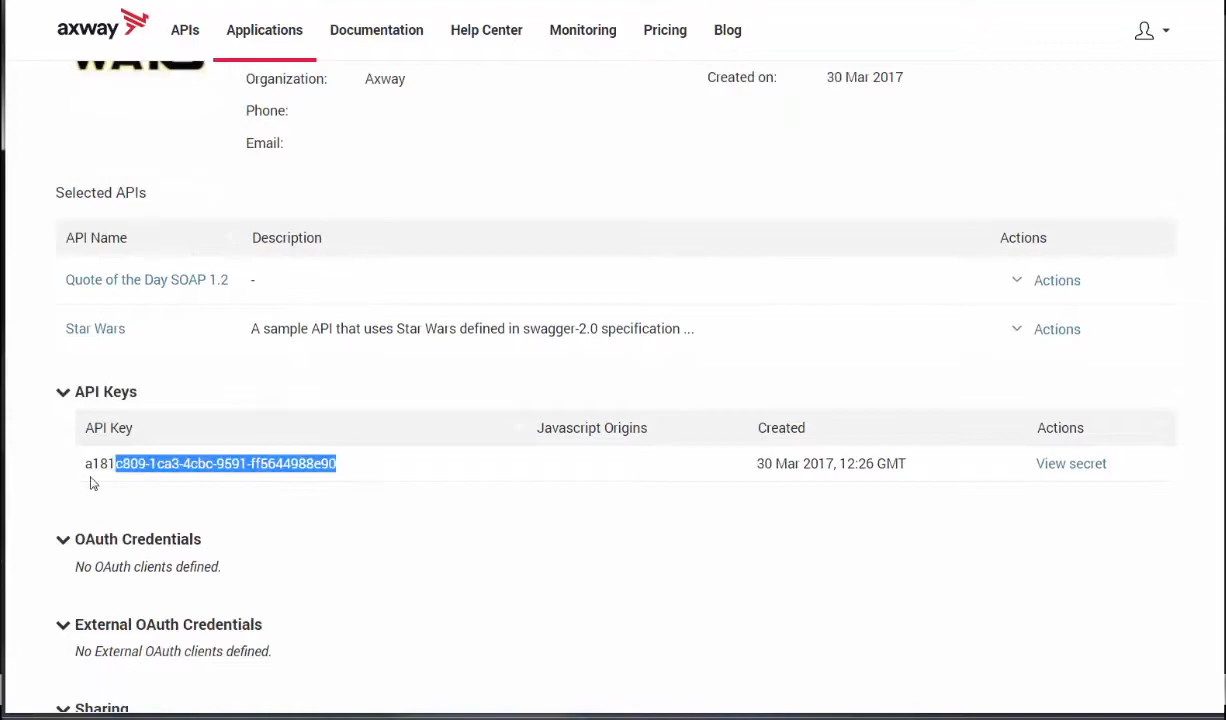 axway APIs Applications Documentation Help Center Monitoring Pricing Blog
Organization: Axway Created on: 30 Mar 2017
Phone:
Email:
Selected APIs
API Name Description Actions
Quote of the Day SOAP 1.2 - Actions
Star Wars A sample API that uses Star Wars defined in swagger-2.0 specification ... Actions
API Keys
API Key Javascript Origins Created Actions
a181c809-1ca3-4cbc-9591-ff5644988e90 30 Mar 2017, 12:26 GMT View secret
OAuth Credentials
No OAuth clients defined.
External OAuth Credentials
No External OAuth clients defined.
Sharing